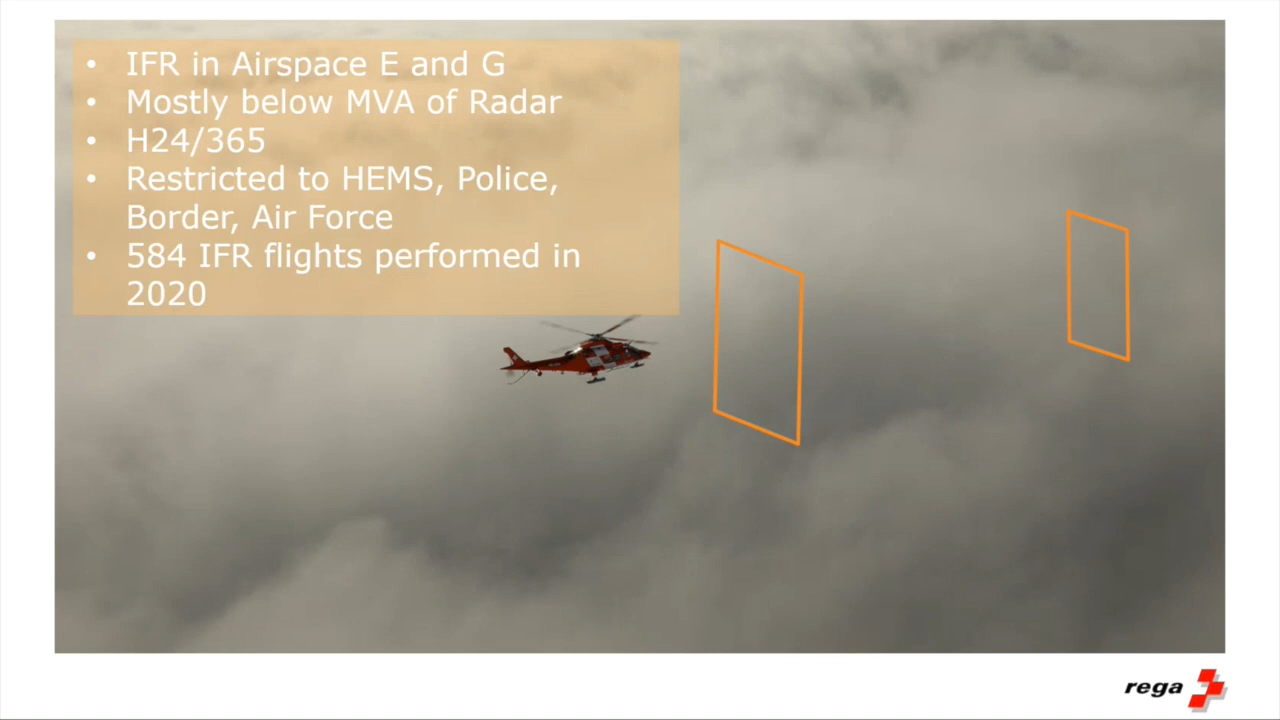 • IFR in Airspace E and G
• Mostly below MVA of Radar
• H24/365
• Restricted to HEMS, Police,
Border, Air Force
• 584 IFR flights performed in
2020
rega